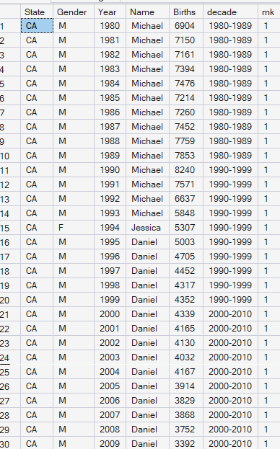 State Gender Year Name Births decade rnk
1 CA M 1980 Michael 6904 1980-1989 1
2 CA M 1981 Michael 7150 1980-1989 1
3 CA M 1982 Michael 7161 1980-1989 1
4 CA M 1983 Michael 7394 1980-1989 1
5 CA M 1984 Michael 7476 1980-1989 1
6 CA M 1985 Michael 7214 1980-1989 1
7 CA M 1986 Michael 7260 1980-1989 1
8 CA M 1987 Michael 7452 1980-1989 1
9 CA M 1988 Michael 7759 1980-1989 1
10 CA M 1989 Michael 7853 1980-1989 1
11 CA M 1990 Michael 8240 1990-1999 1
12 CA M 1991 Michael 7571 1990-1999 1
13 CA M 1992 Michael 6637 1990-1999 1
14 CA M 1993 Michael 5848 1990-1999 1
15 CA F 1994 Jessica 5307 1990-1999 1
16 CA M 1995 Daniel 5003 1990-1999 1
17 CA M 1996 Daniel 4705 1990-1999 1
18 CA M 1997 Daniel 4452 1990-1999 1
19 CA M 1998 Daniel 4317 1990-1999 1
20 CA M 1999 Daniel 4352 1990-1999 1
21 CA M 2000 Daniel 4339 2000-2010 1
22 CA M 2001 Daniel 4165 2000-2010 1
23 CA M 2002 Daniel 4130 2000-2010 1
24 CA M 2003 Daniel 4032 2000-2010 1
25 CA M 2004 Daniel 4167 2000-2010 1
26 CA M 2005 Daniel 3914 2000-2010 1
27 CA M 2006 Daniel 3829 2000-2010 1
28 CA M 2007 Daniel 3868 2000-2010 1
29 CA M 2008 Daniel 3752 2000-2010 1
30 CA M 2009 Daniel 3392 2000-2010 1